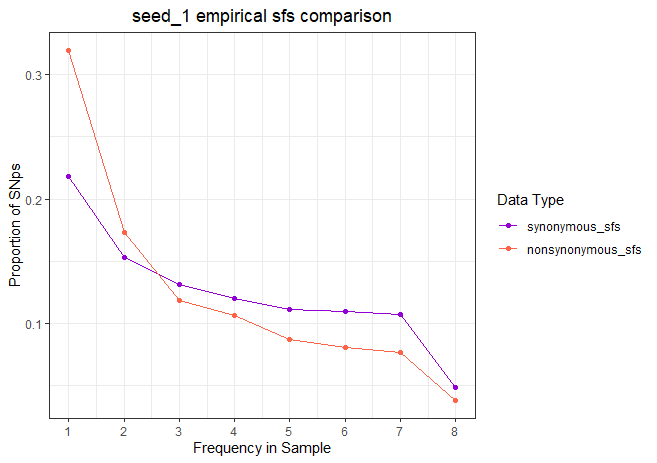 seed_1 empirical sfs comparison
Proportion of SNps
0.3
0.2
0.1
1 2 3 4 5 6 7 8
Frequency in Sample
Data Type
synonymous_sfs
nonsynonymous_sfs